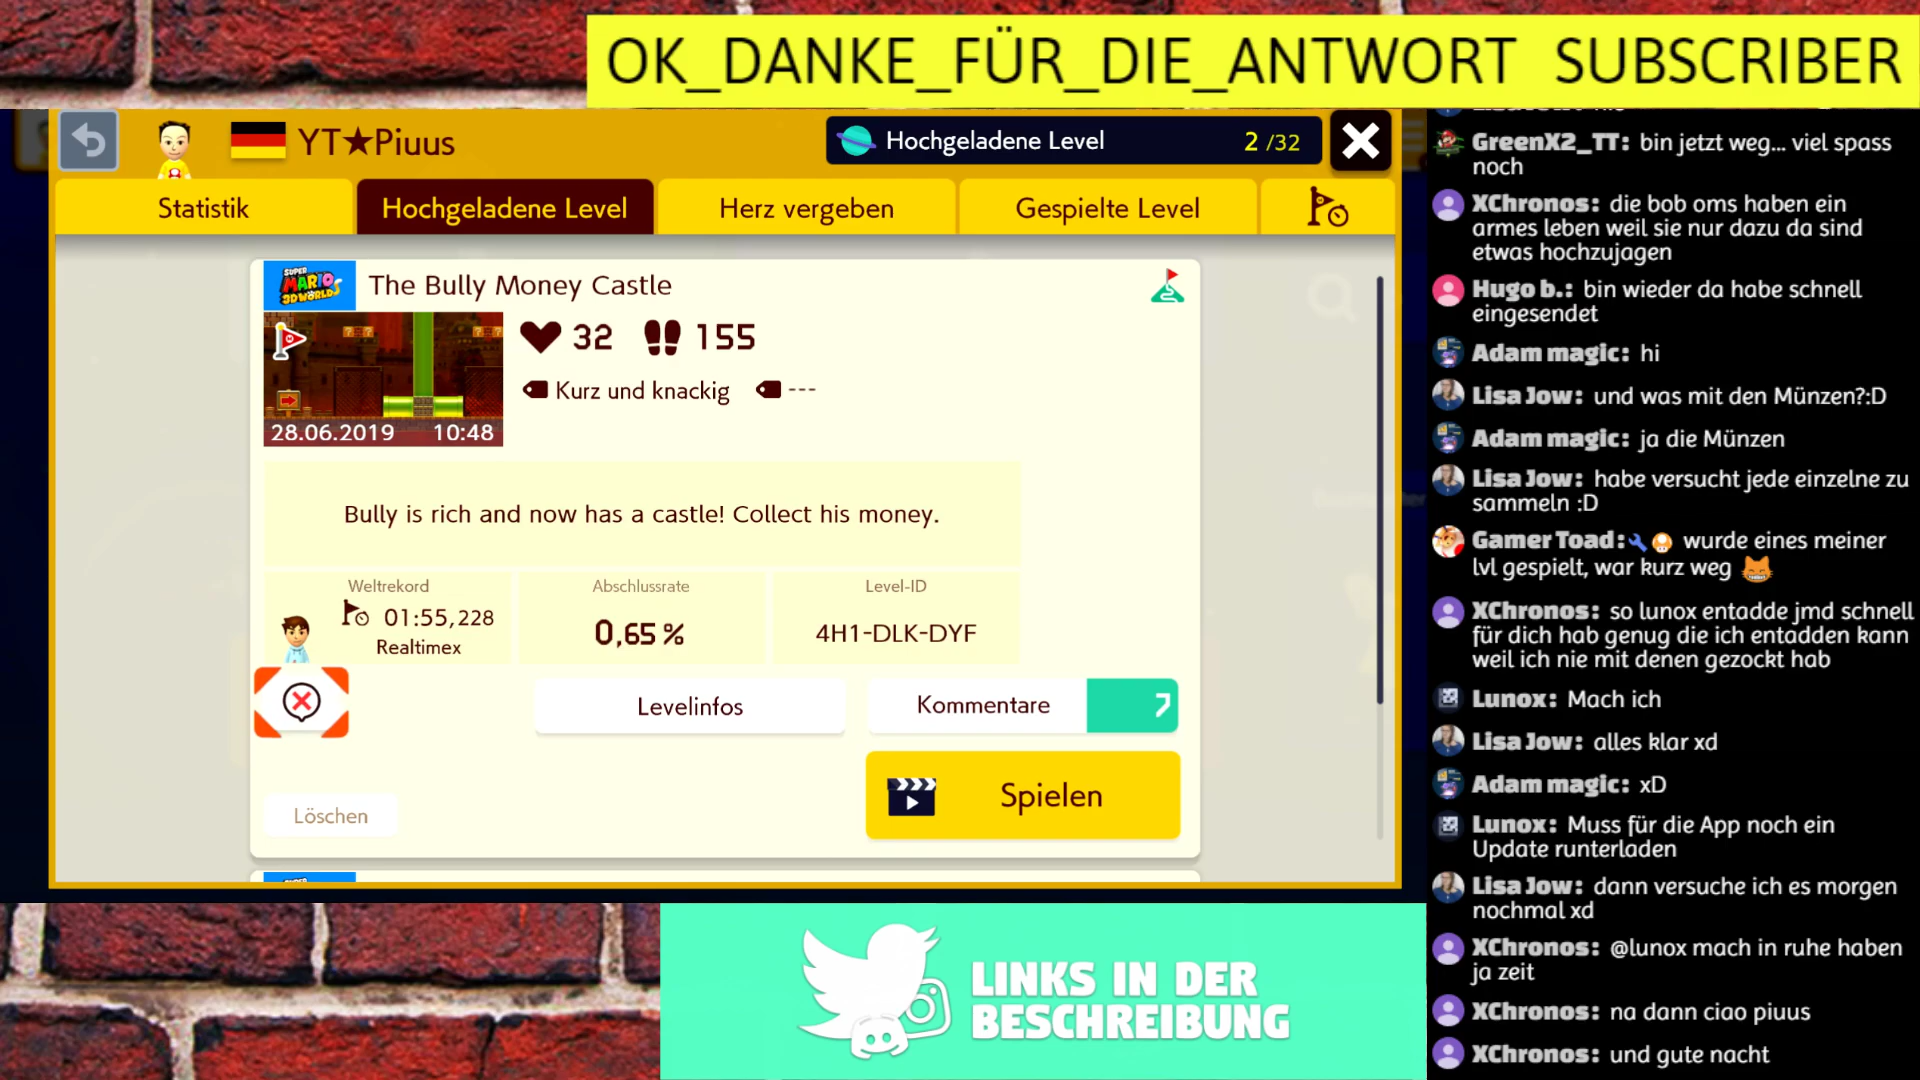 OK_DANKE_FÜR_DIE_ANTWORT SUBSCRIBER
YT★Piuus
Hochgeladene Level 2 /32
Statistik
Hochgeladene Level
Herz vergeben
Gespielte Level
SUPER MARIO 3D WORLD
The Bully Money Castle
32 155
Kurz und knackig ---
28.06.2019 10:48
Bully is rich and now has a castle! Collect his money.
Weltrekord
01:55,228
Realtimex
Abschlussrate
0,65 %
Level-ID
4H1-DLK-DYF
Levelinfos
Kommentare 7
Löschen
Spielen
LINKS IN DER
BESCHREIBUNG
GreenX2_TT: bin jetzt weg... viel spass
noch
XChronos: die bob oms haben ein
armes leben weil sie nur dazu da sind
etwas hochzujagen
Hugo b.: bin wieder da habe schnell
eingesendet
Adam magic: hi
Lisa Jow: und was mit den Münzen?:D
Adam magic: ja die Münzen
Lisa Jow: habe versucht jede einzelne zu
sammeln :D
Gamer Toad: wurde eines meiner
lvl gespielt, war kurz weg
XChronos: so lunox entadde jmd schnell
für dich hab genug die ich entadden kann
weil ich nie mit denen gezockt hab
Lunox: Mach ich
Lisa Jow: alles klar xd
Adam magic: xD
Lunox: Muss für die App noch ein
Update runterladen
Lisa Jow: dann versuche ich es morgen
nochmal xd
XChronos: @lunox mach in ruhe haben
ja zeit
XChronos: na dann ciao piuus
XChronos: und gute nacht